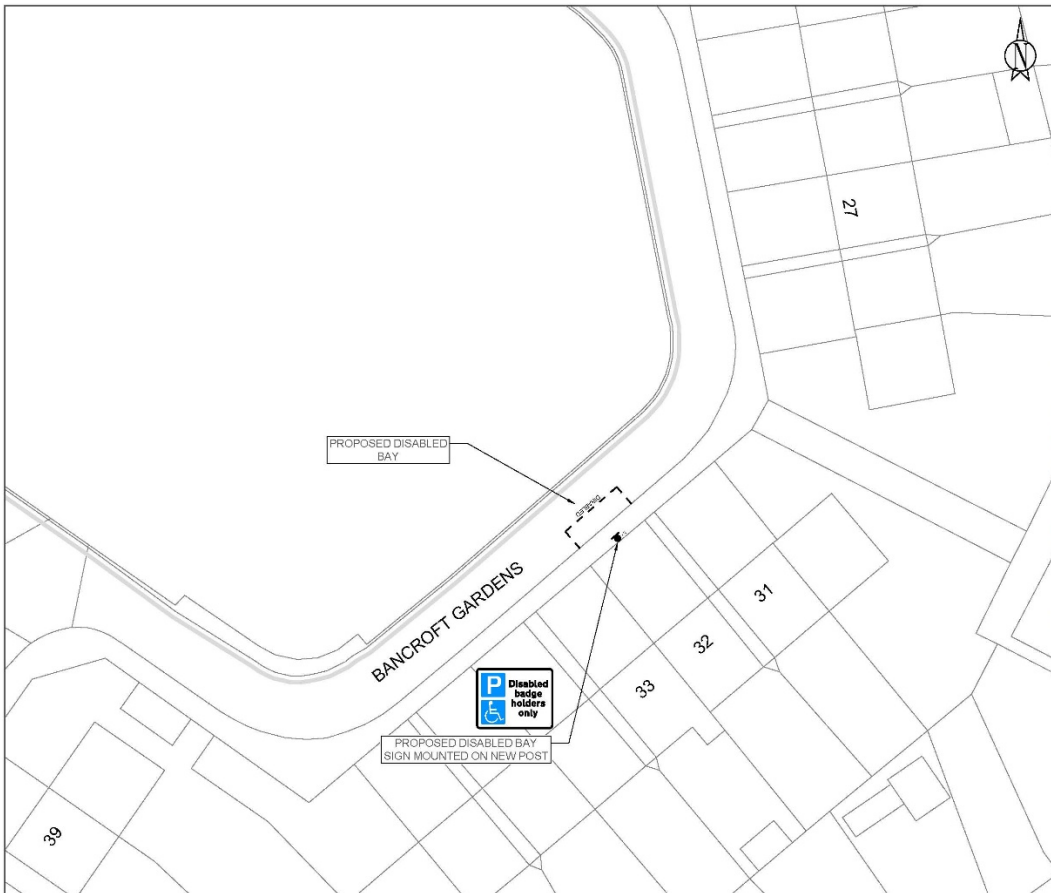 N
27
PROPOSED DISABLED
BAY
DISABLED
BANCROFT GARDENS
31
32
33
P
Disabled
badge
holders
only
PROPOSED DISABLED BAY
SIGN MOUNTED ON NEW POST
39